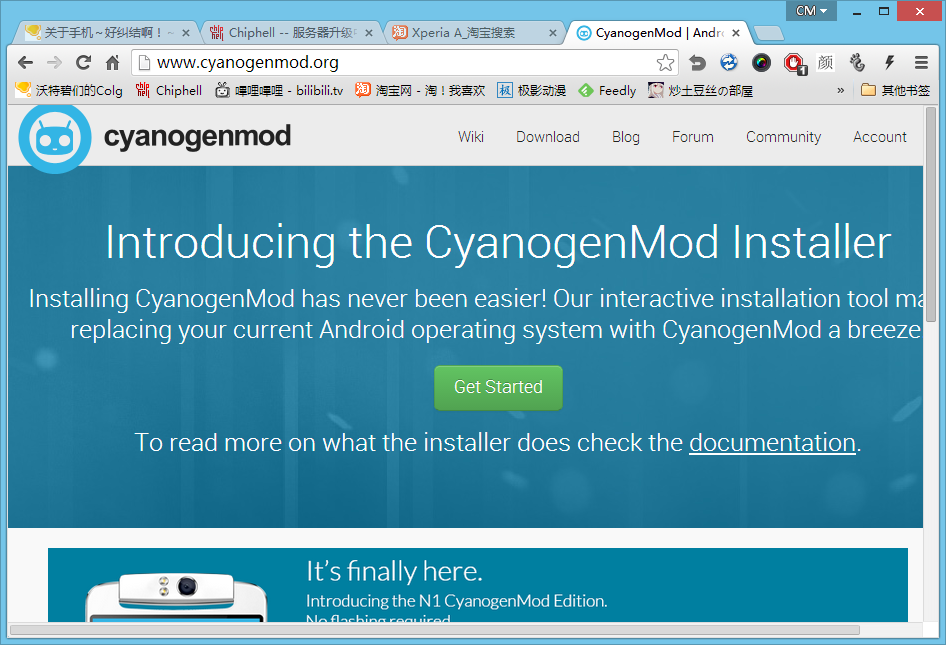 CM
关于手机～好纠结啊！～
Chiphell -- 服务器升级
Xperia A_淘宝搜索
CyanogenMod | Andr
www.cyanogenmod.org
1
颜
沃特碧们的Colg
Chiphell
哔哩哔哩 - bilibili.tv
淘 淘宝网 - 淘！我喜欢
极 极影动漫
Feedly
炒土豆丝の部屋
»
其他书签
cyanogenmod
Wiki
Download
Blog
Forum
Community
Account
Introducing the CyanogenMod Installer
Installing CyanogenMod has never been easier! Our interactive installation tool ma
replacing your current Android operating system with CyanogenMod a breeze
Get Started
To read more on what the installer does check the documentation.
It's finally here.
Introducing the N1 CyanogenMod Edition.
No flashing required